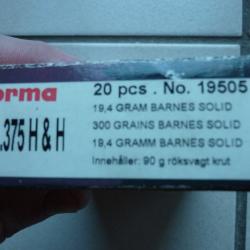 orma
20 pcs . No. 19505
.375 H & H
19,4 GRAM BARNES SOLID
300 GRAINS BARNES SOLID
19,4 GRAMM BARNES SOLID
Innehåller: 90 g röksvagt krut